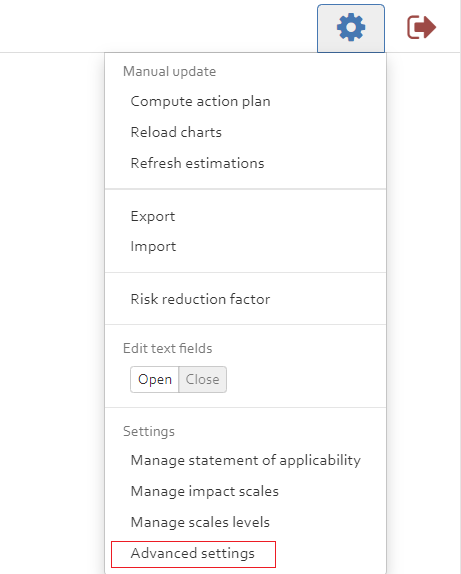 Manual update
Compute action plan
Reload charts
Refresh estimations
Export
Import
Risk reduction factor
Edit text fields
Open Close
Settings
Manage statement of applicability
Manage impact scales
Manage scales levels
Advanced settings